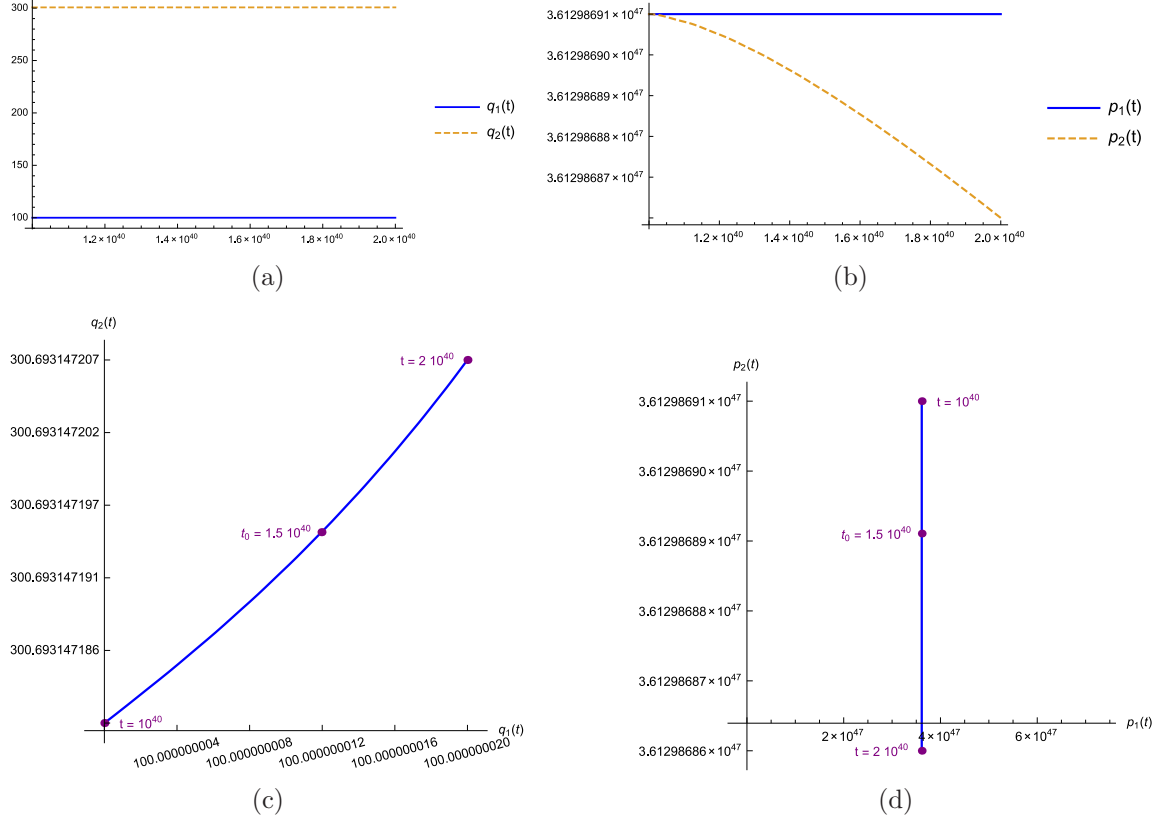 300
250
200
150
100
1.2×10^40
1.4×10^40
1.6×10^40
1.8×10^40
2.0×10^40
q₁(t)
q₂(t)
(a)
3.61298691×10^47
3.61298690×10^47
3.61298689×10^47
3.61298688×10^47
3.61298687×10^47
1.2×10^40
1.4×10^40
1.6×10^40
1.8×10^40
2.0×10^40
p₁(t)
p₂(t)
(b)
q₂(t)
300.693147207
300.693147202
300.693147197
300.693147191
300.693147186
t = 2 10^40
t₀ = 1.5 10^40
t = 10^40
q₁(t)
100.000000004
100.000000008
100.000000012
100.000000016
100.000000020
(c)
p₂(t)
3.61298691×10^47
3.61298690×10^47
3.61298689×10^47
3.61298688×10^47
3.61298687×10^47
3.61298686×10^47
t = 10^40
t₀ = 1.5 10^40
t = 2 10^40
2×10^47
4×10^47
6×10^47
p₁(t)
(d)